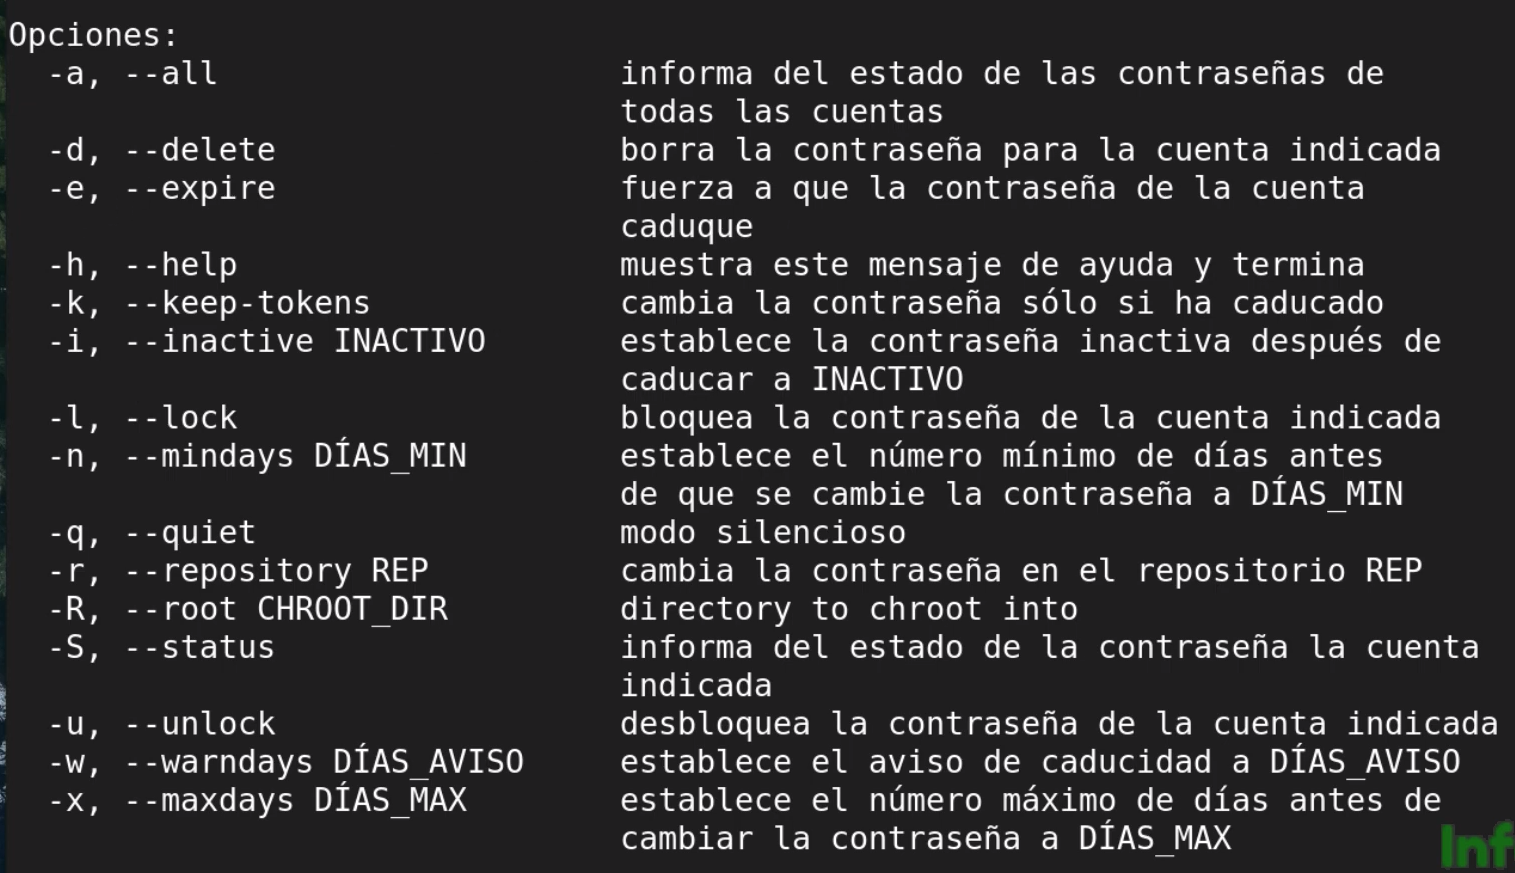 Opciones:
-a, --all informa del estado de las contraseñas de
todas las cuentas
-d, --delete borra la contraseña para la cuenta indicada
-e, --expire fuerza a que la contraseña de la cuenta
caduque
-h, --help muestra este mensaje de ayuda y termina
-k, --keep-tokens cambia la contraseña sólo si ha caducado
-i, --inactive INACTIVO establece la contraseña inactiva después de
caducar a INACTIVO
-l, --lock bloquea la contraseña de la cuenta indicada
-n, --mindays DÍAS_MIN establece el número mínimo de días antes
de que se cambie la contraseña a DÍAS_MIN
-q, --quiet modo silencioso
-r, --repository REP cambia la contraseña en el repositorio REP
-R, --root CHROOT_DIR directory to chroot into
-S, --status informa del estado de la contraseña la cuenta
indicada
-u, --unlock desbloquea la contraseña de la cuenta indicada
-w, --warndays DÍAS_AVISO establece el aviso de caducidad a DÍAS_AVISO
-x, --maxdays DÍAS_MAX establece el número máximo de días antes de
cambiar la contraseña a DÍAS_MAX
Inf